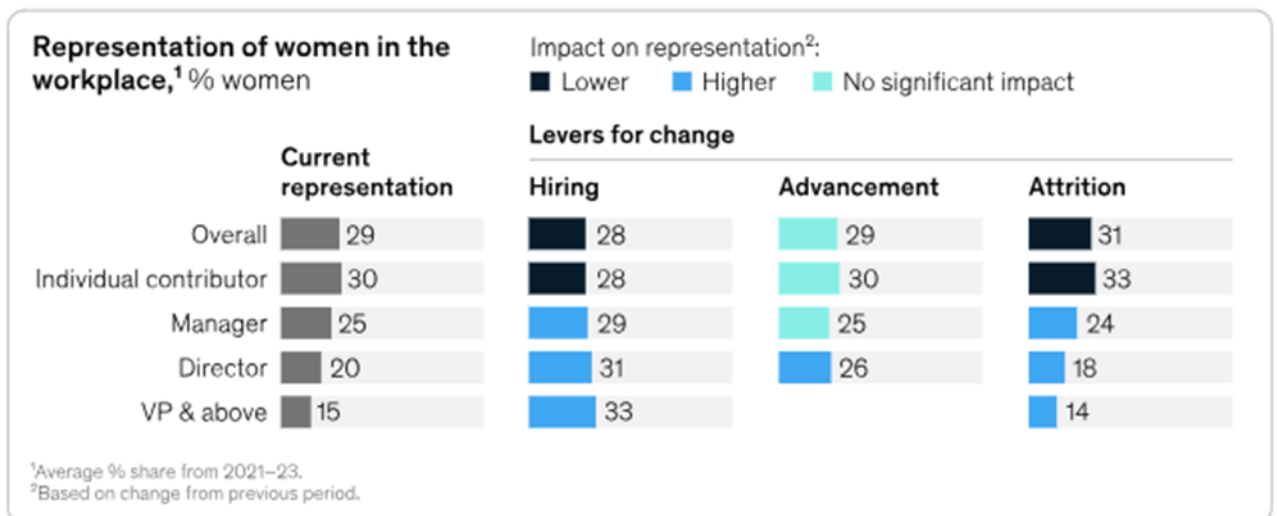 Representation of women in the
workplace,¹ % women
Impact on representation²:
Lower Higher No significant impact
Levers for change
Current
representation Hiring Advancement Attrition
Overall 29 28 29 31
Individual contributor 30 28 30 33
Manager 25 29 25 24
Director 20 31 26 18
VP & above 15 33 14
¹Average % share from 2021–23.
²Based on change from previous period.